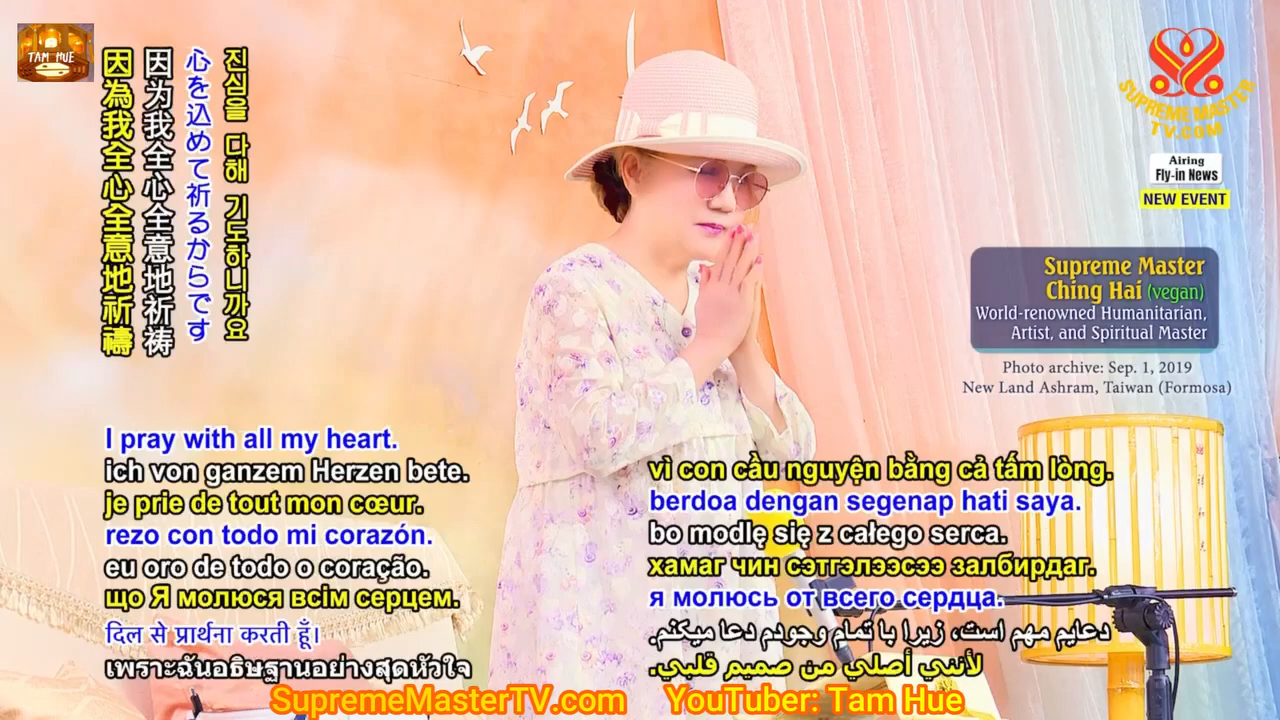 TAM HUE
因為我全心全意地祈禱
因为我全心全意地祈祷
心を込めて祈るからです
진심을 다해 기도하니까요
SUPREME MASTER
TV.COM
Airing
Fly-in News
NEW EVENT
Supreme Master
Ching Hai (vegan)
World-renowned Humanitarian,
Artist, and Spiritual Master
Photo archive: Sep. 1, 2019
New Land Ashram, Taiwan (Formosa)
I pray with all my heart.
ich von ganzem Herzen bete.
je prie de tout mon cœur.
rezo con todo mi corazón.
eu oro de todo o coração.
що Я молюся всім серцем.
दिल से प्रार्थना करती हूँ।
เพราะฉันอธิษฐานอย่างสุดหัวใจ
vì con cầu nguyện bằng cả tấm lòng.
berdoa dengan segenap hati saya.
bo modlę się z całego serca.
хамаг чин сэтгэлээсээ залбирдаг.
я молюсь от всего сердца.
دعایم مهم است، زیرا با تمام وجودم دعا میکنم.
لأنني أصلي من صميم قلبي.
SupremeMasterTV.com
YouTuber: Tam Hue